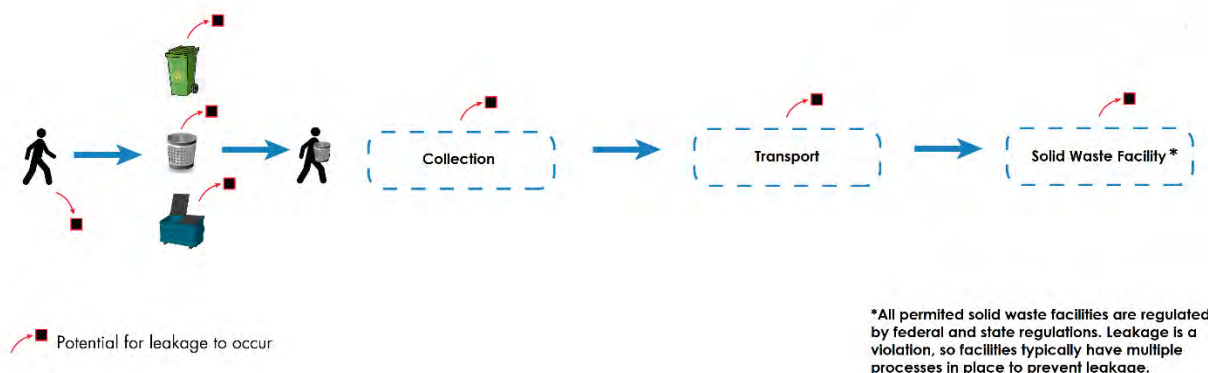 Collection
Transport
Solid Waste Facility*
Potential for leakage to occur
*All permited solid waste facilities are regulated
by federal and state regulations. Leakage is a
violation, so facilities typically have multiple
processes in place to prevent leakage.